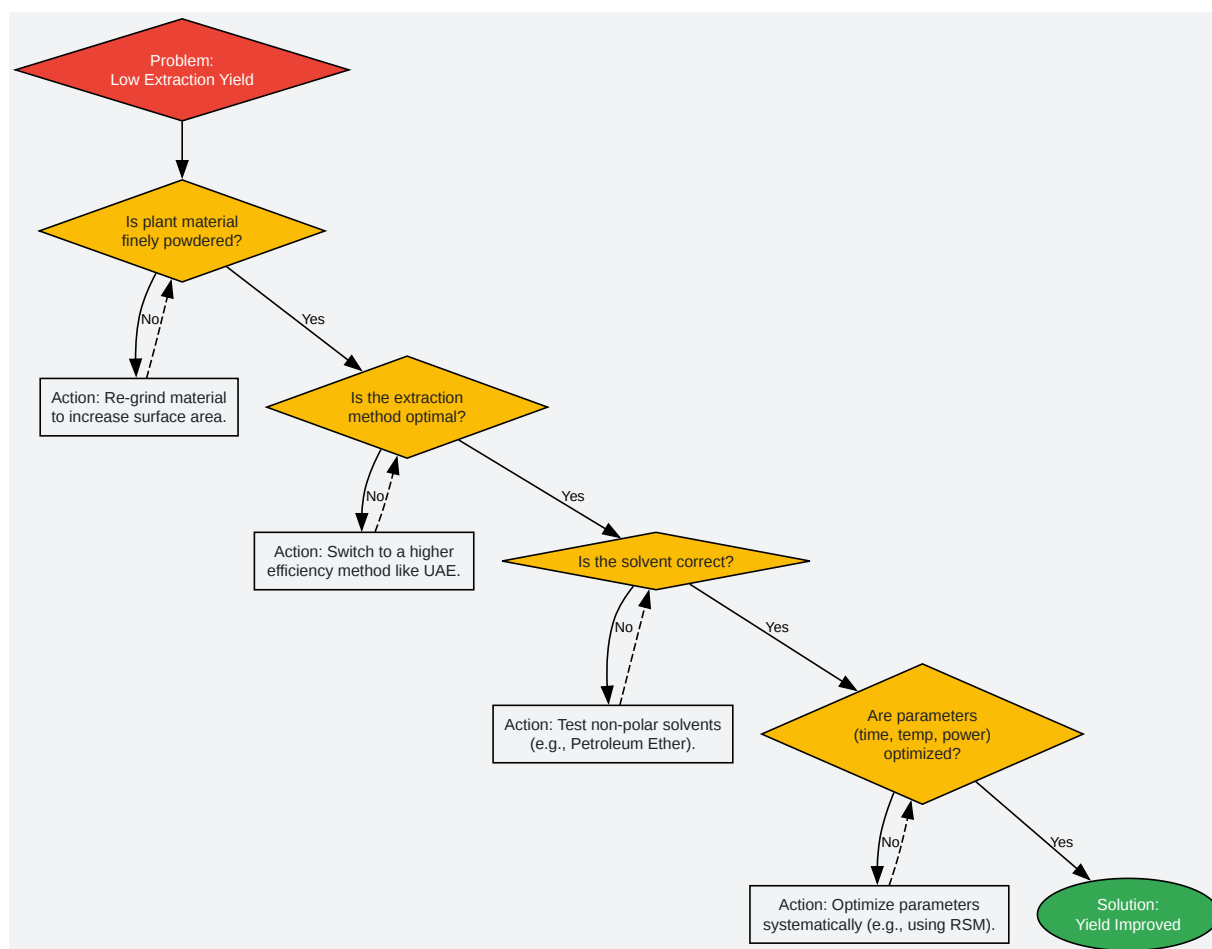 Problem:
Low Extraction Yield
Is plant material
finely powdered?
No
Yes
Action: Re-grind material
to increase surface area.
Is the extraction
method optimal?
No
Yes
Action: Switch to a higher
efficiency method like UAE.
Is the solvent correct?
No
Yes
Action: Test non-polar solvents
(e.g., Petroleum Ether).
Are parameters
(time, temp, power)
optimized?
No
Yes
Action: Optimize parameters
systematically (e.g., using RSM).
Solution:
Yield Improved